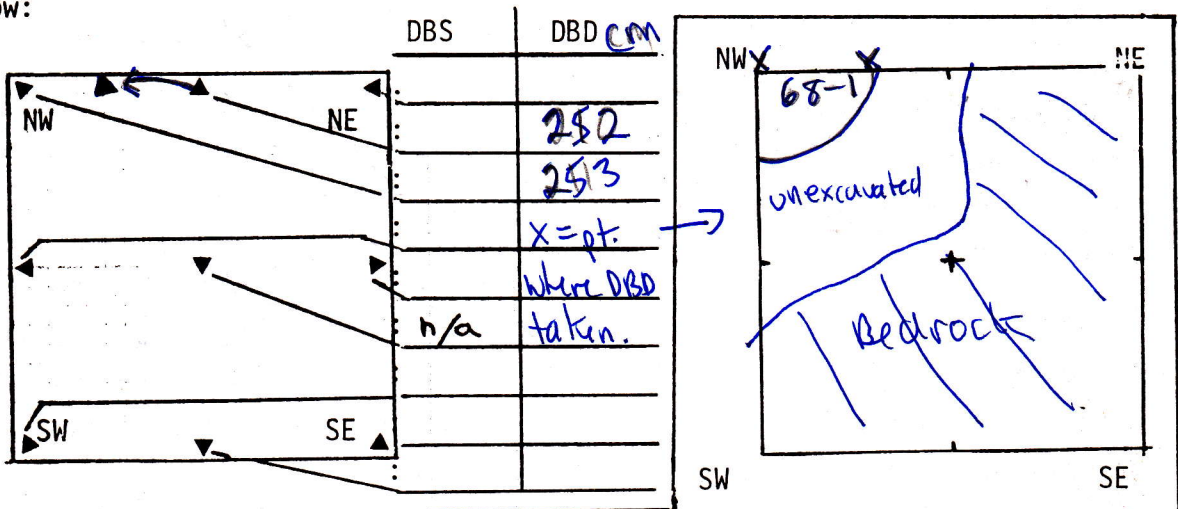 ow:
DBS DBD cm
NW NE
252
253
x = pt.
where DBD
n/a taken.
SW SE
NW X X NE
68-1
unexcavated
Bedrock
SW SE